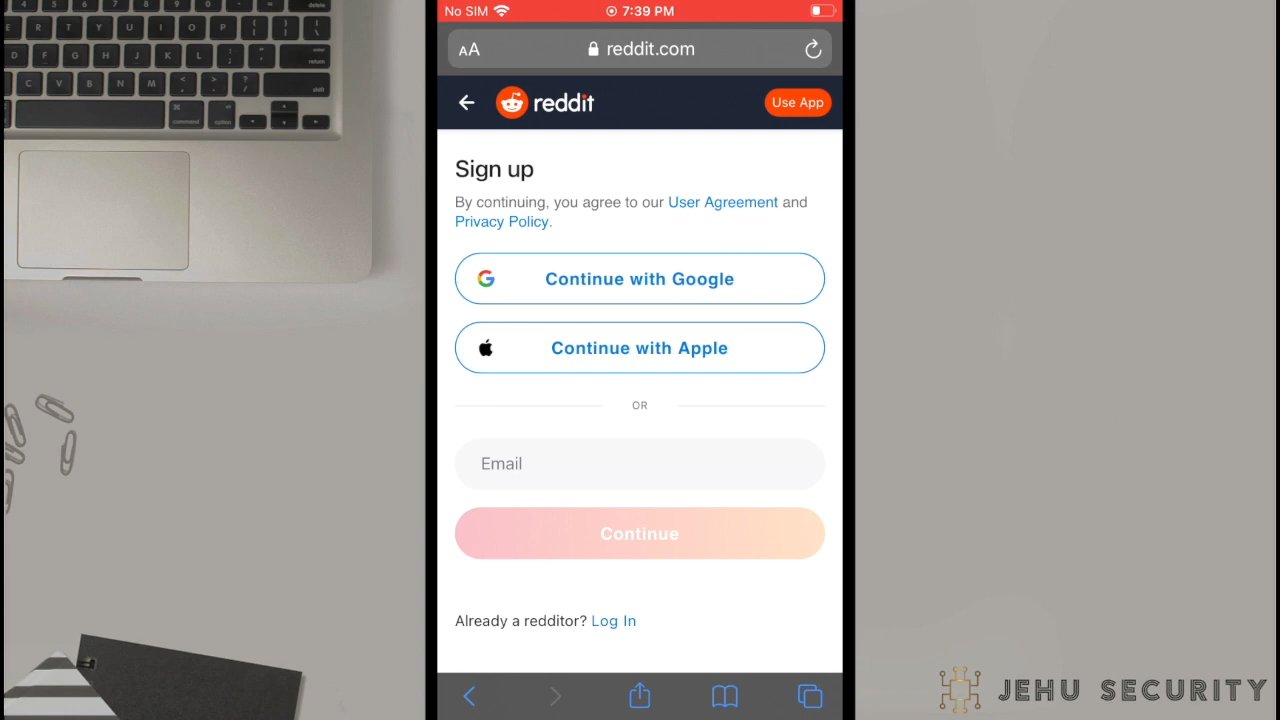 No SIM 7:39 PM
AA reddit.com
reddit Use App
Sign up
By continuing, you agree to our User Agreement and
Privacy Policy.
Continue with Google
Continue with Apple
OR
Email
Continue
Already a redditor? Log In
JEHU SECURITY